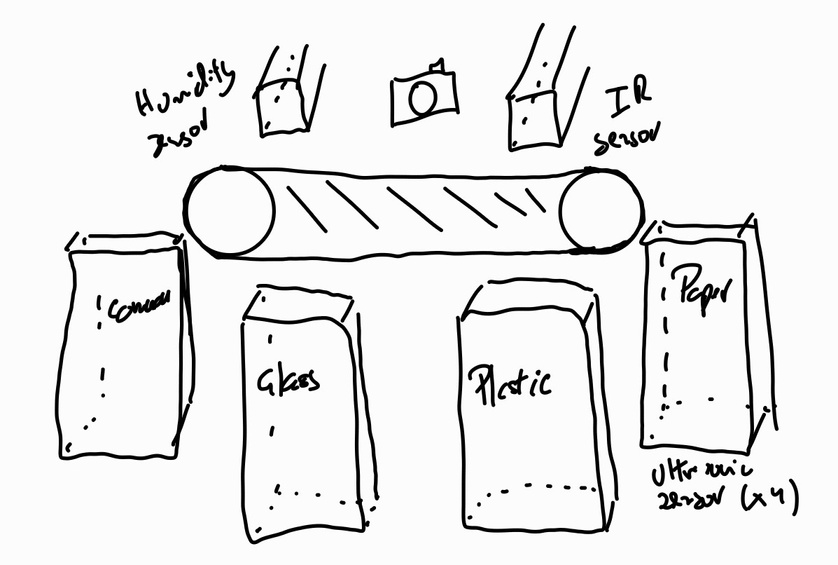 Humidity
sensor
IR
sensor
Paper
Glass
Plastic
Ultrasonic
sensor (x4)